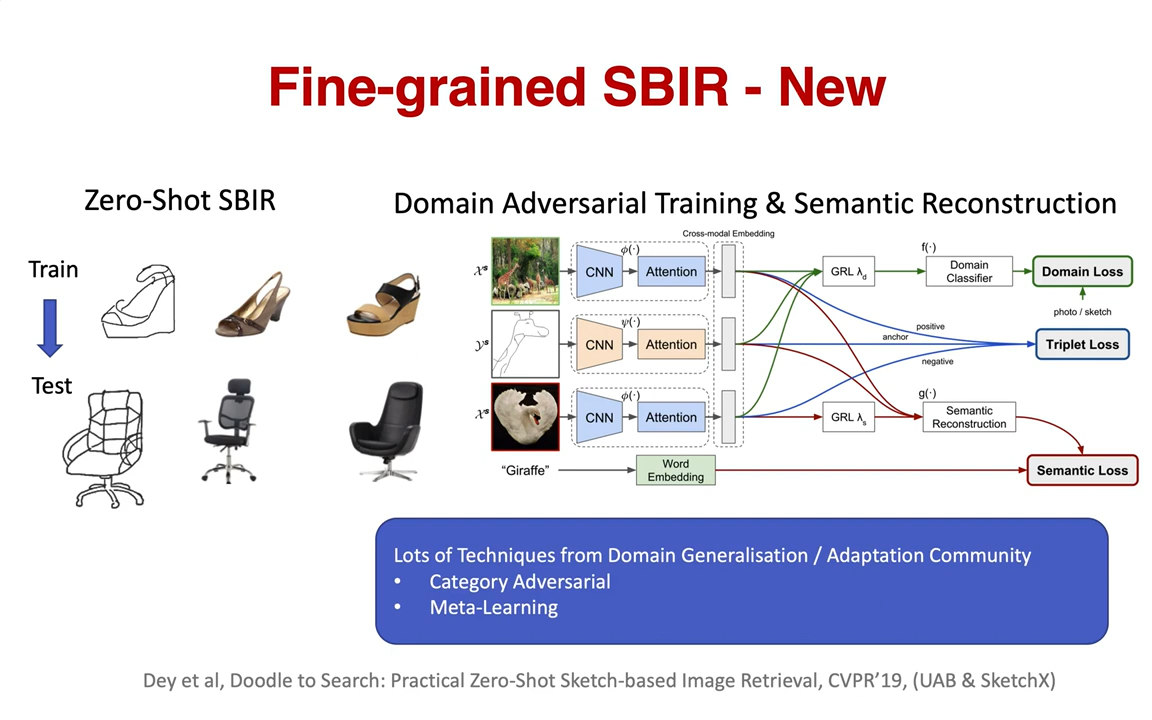 Fine-grained SBIR - New
Zero-Shot SBIR
Train
Test
Domain Adversarial Training & Semantic Reconstruction
Cross-modal Embedding
𝒳ˢ
ϕ(·)
CNN
Attention
GRL λd
f(·)
Domain Classifier
Domain Loss
photo / sketch
𝒴ˢ
ψ(·)
CNN
Attention
positive
anchor
negative
Triplet Loss
𝒳ˢ
ϕ(·)
CNN
Attention
GRL λs
g(·)
Semantic Reconstruction
"Giraffe"
Word Embedding
Semantic Loss
Lots of Techniques from Domain Generalisation / Adaptation Community
• Category Adversarial
• Meta-Learning
Dey et al, Doodle to Search: Practical Zero-Shot Sketch-based Image Retrieval, CVPR'19, (UAB & SketchX)